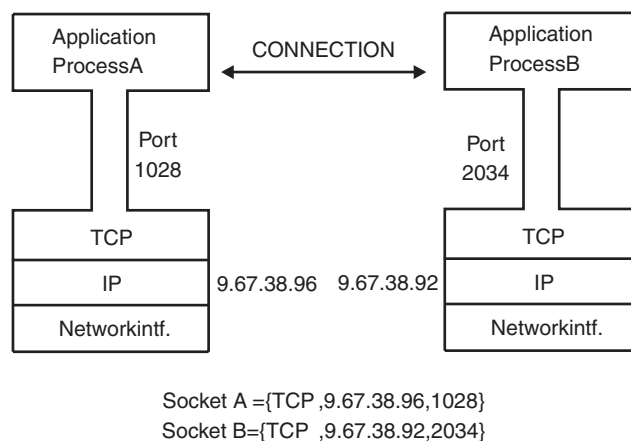 Application
ProcessA
CONNECTION
Application
ProcessB
Port
1028
Port
2034
TCP
TCP
IP
9.67.38.96
9.67.38.92
IP
Networkintf.
Networkintf.
Socket A ={TCP ,9.67.38.96,1028}
Socket B={TCP ,9.67.38.92,2034}